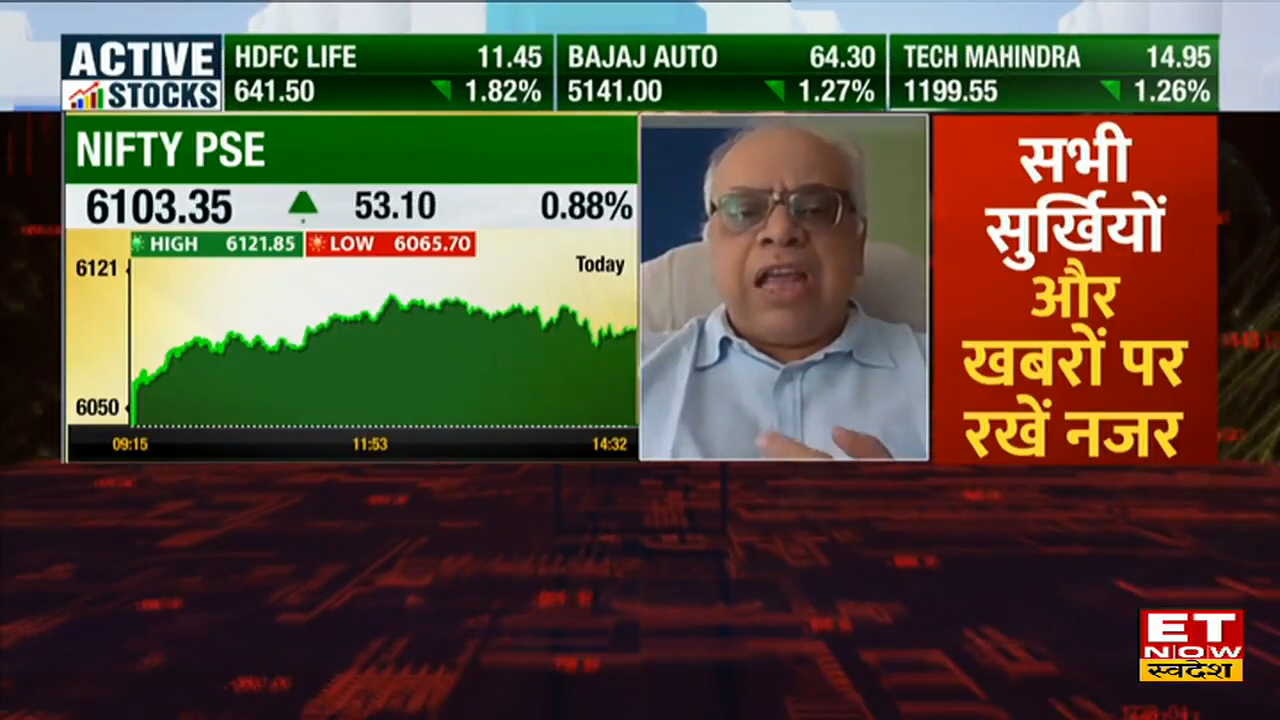 ACTIVE
STOCKS
HDFC LIFE 11.45
641.50 1.82%
BAJAJ AUTO 64.30
5141.00 1.27%
TECH MAHINDRA 14.95
1199.55 1.26%
NIFTY PSE
6103.35 53.10 0.88%
HIGH 6121.85 LOW 6065.70
6121
Today
6050
09:15 11:53 14:32
सभी
सुर्खियों
और
खबरों पर
रखें नजर
ET
NOW
स्वदेश